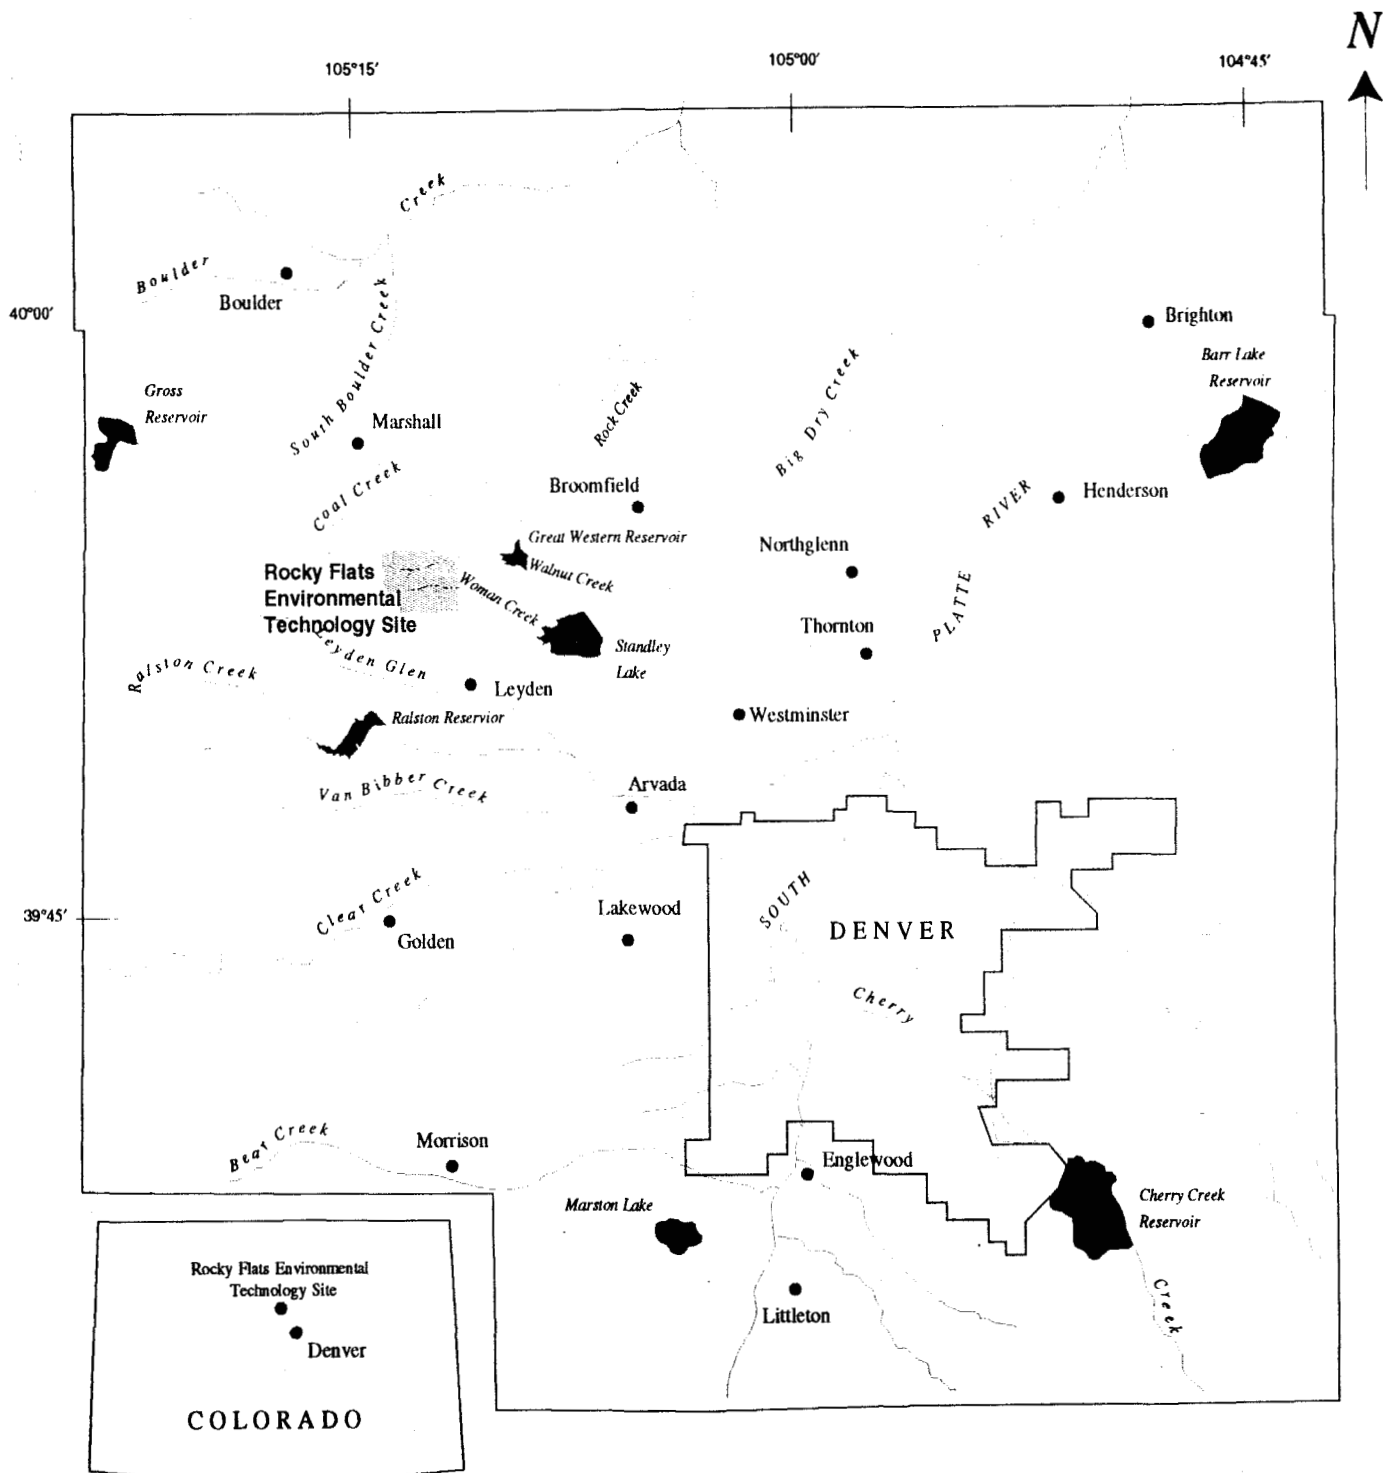 N
105°15′
105°00′
104°45′
Creek
Boulder
Boulder
40°00′
Brighton
Barr Lake
Reservoir
South Boulder Creek
Gross
Reservoir
Rock Creek
Big Dry Creek
Marshall
Coal Creek
Broomfield
RIVER
Henderson
Great Western Reservoir
Northglenn
Walnut Creek
Rocky Flats
Environmental
Technology Site
Woman Creek
PLATTE
Thornton
Standley
Lake
Leyden Glen
Ralston Creek
Leyden
Ralston Reservior
Westminster
Van Bibber Creek
Arvada
Clear Creek
SOUTH
39°45′
Lakewood
Golden
DENVER
Cherry
Bear Creek
Morrison
Englewood
Marston Lake
Cherry Creek
Reservoir
Creek
Littleton
Rocky Flats Environmental
Technology Site
Denver
COLORADO